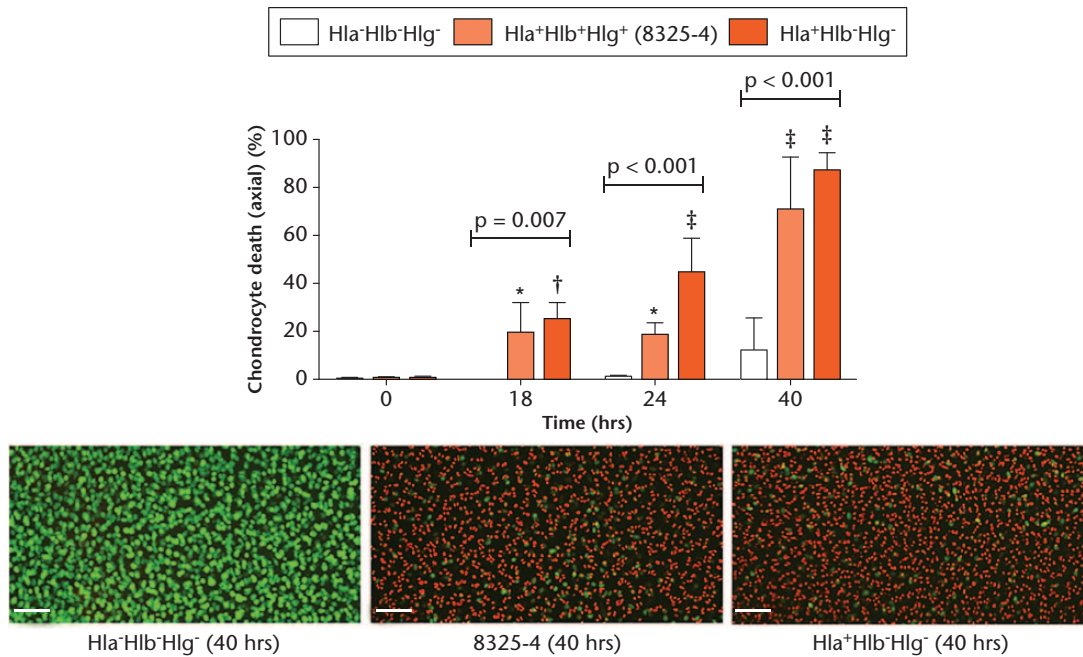 Hla⁻Hlb⁻Hlg⁻ Hla⁺Hlb⁺Hlg⁺ (8325-4) Hla⁺Hlb⁻Hlg⁻
p < 0.001
p < 0.001
p = 0.007
Chondrocyte death (axial) (%)
100
80
60
40
20
0
* † * ‡ ‡ ‡
0 18 24 40
Time (hrs)
Hla⁻Hlb⁻Hlg⁻ (40 hrs) 8325-4 (40 hrs) Hla⁺Hlb⁻Hlg⁻ (40 hrs)